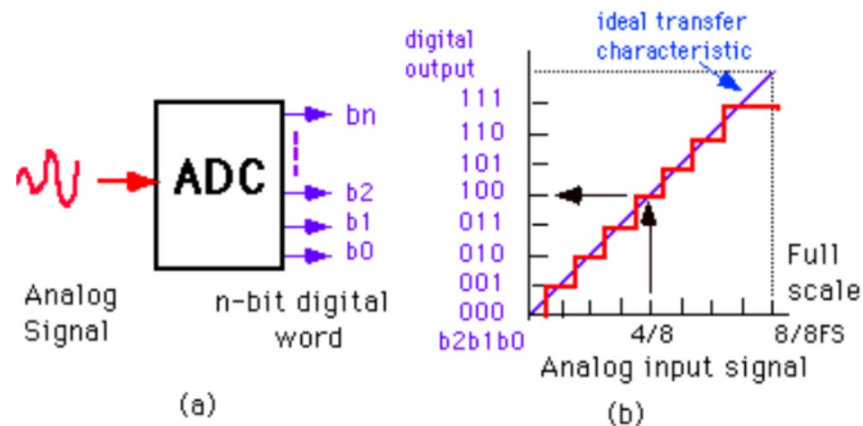 ADC
bn
b2
b1
b0
Analog
Signal
n-bit digital
word
(a)
ideal transfer
characteristic
digital
output
111
110
101
100
011
010
001
000
b2b1b0
4/8
8/8FS
Full
scale
Analog input signal
(b)